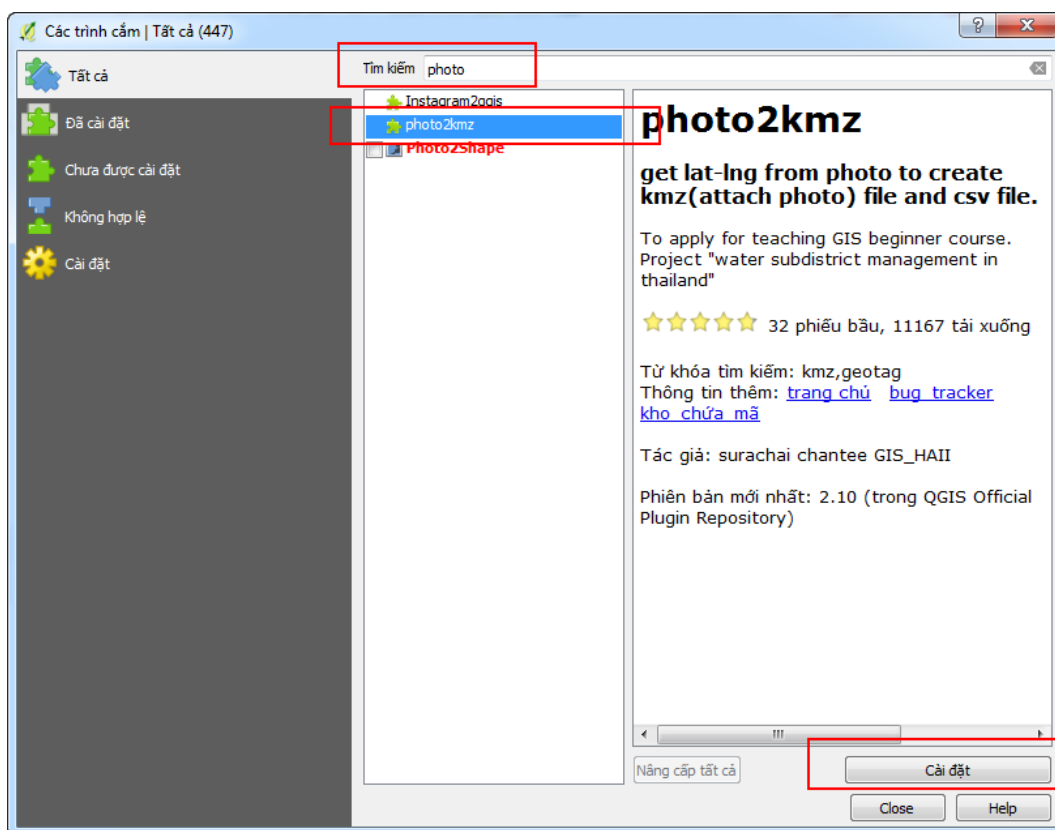 Các trình cắm | Tất cả (447)
Tất cả
Đã cài đặt
Chưa được cài đặt
Không hợp lệ
Cài đặt
Tìm kiếm photo
Instagram2qgis
photo2kmz
Photo2Shape
photo2kmz
get lat-lng from photo to create
kmz(attach photo) file and csv file.
To apply for teaching GIS beginner course.
Project "water subdistrict management in
thailand"
32 phiếu bầu, 11167 tải xuống
Từ khóa tìm kiếm: kmz,geotag
Thông tin thêm: trang chủ bug tracker
kho chứa mã
Tác giả: surachai chantee GIS_HAII
Phiên bản mới nhất: 2.10 (trong QGIS Official
Plugin Repository)
Nâng cấp tất cả
Cài đặt
Close
Help